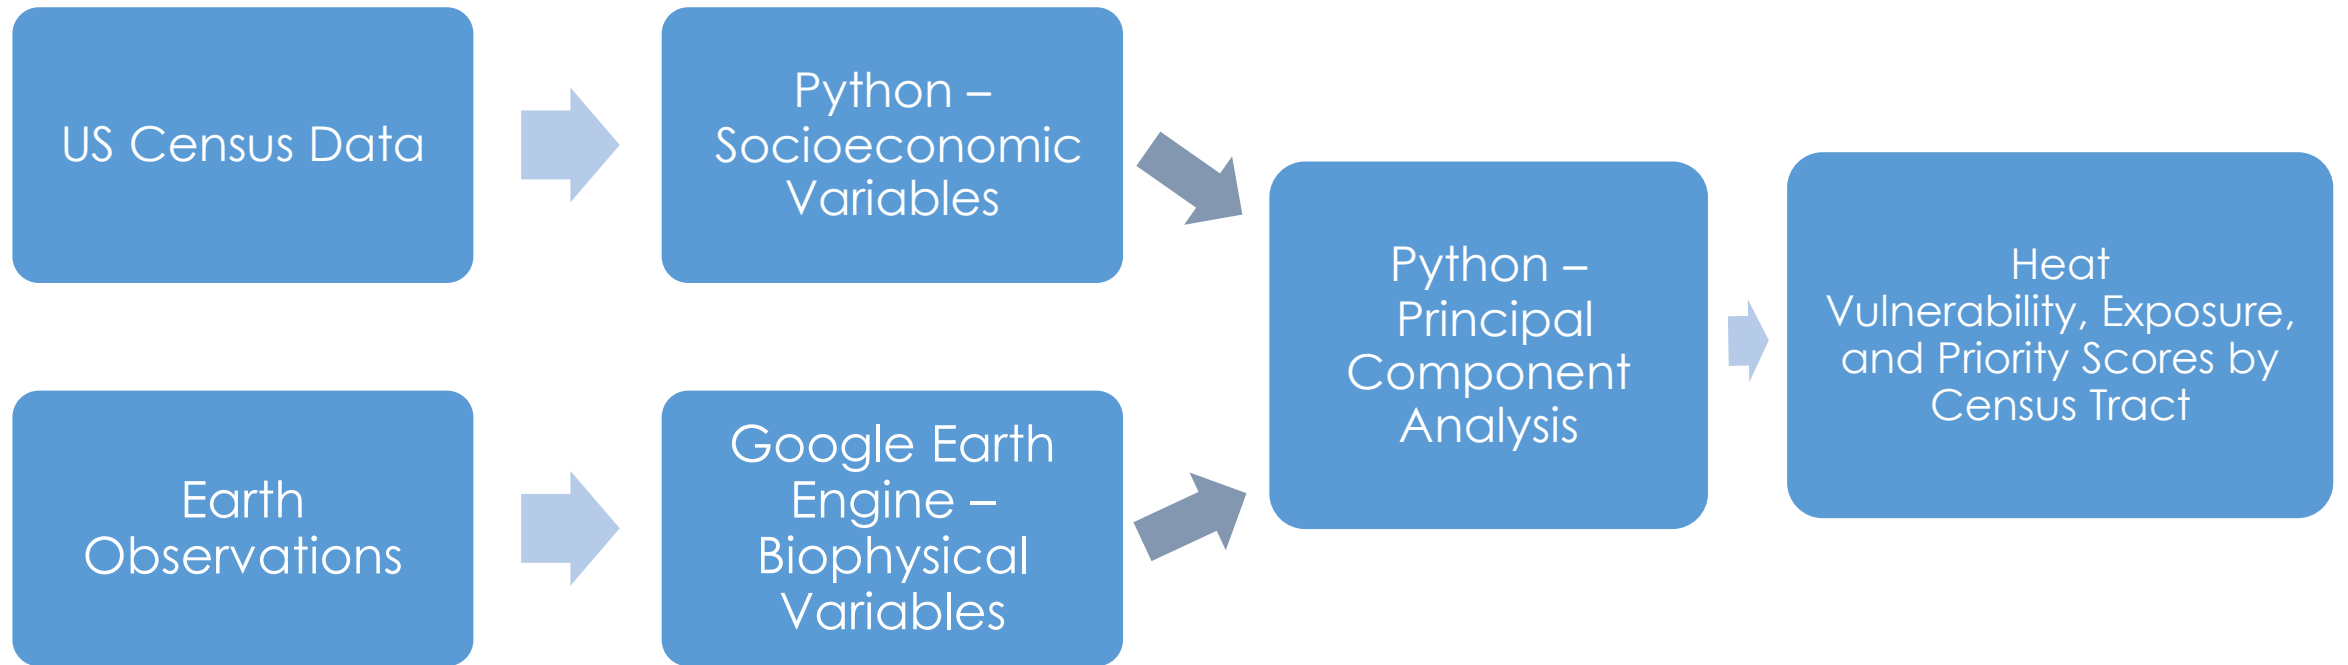 US Census Data
Python –
Socioeconomic
Variables
Earth
Observations
Google Earth
Engine –
Biophysical
Variables
Python –
Principal
Component
Analysis
Heat
Vulnerability, Exposure,
and Priority Scores by
Census Tract